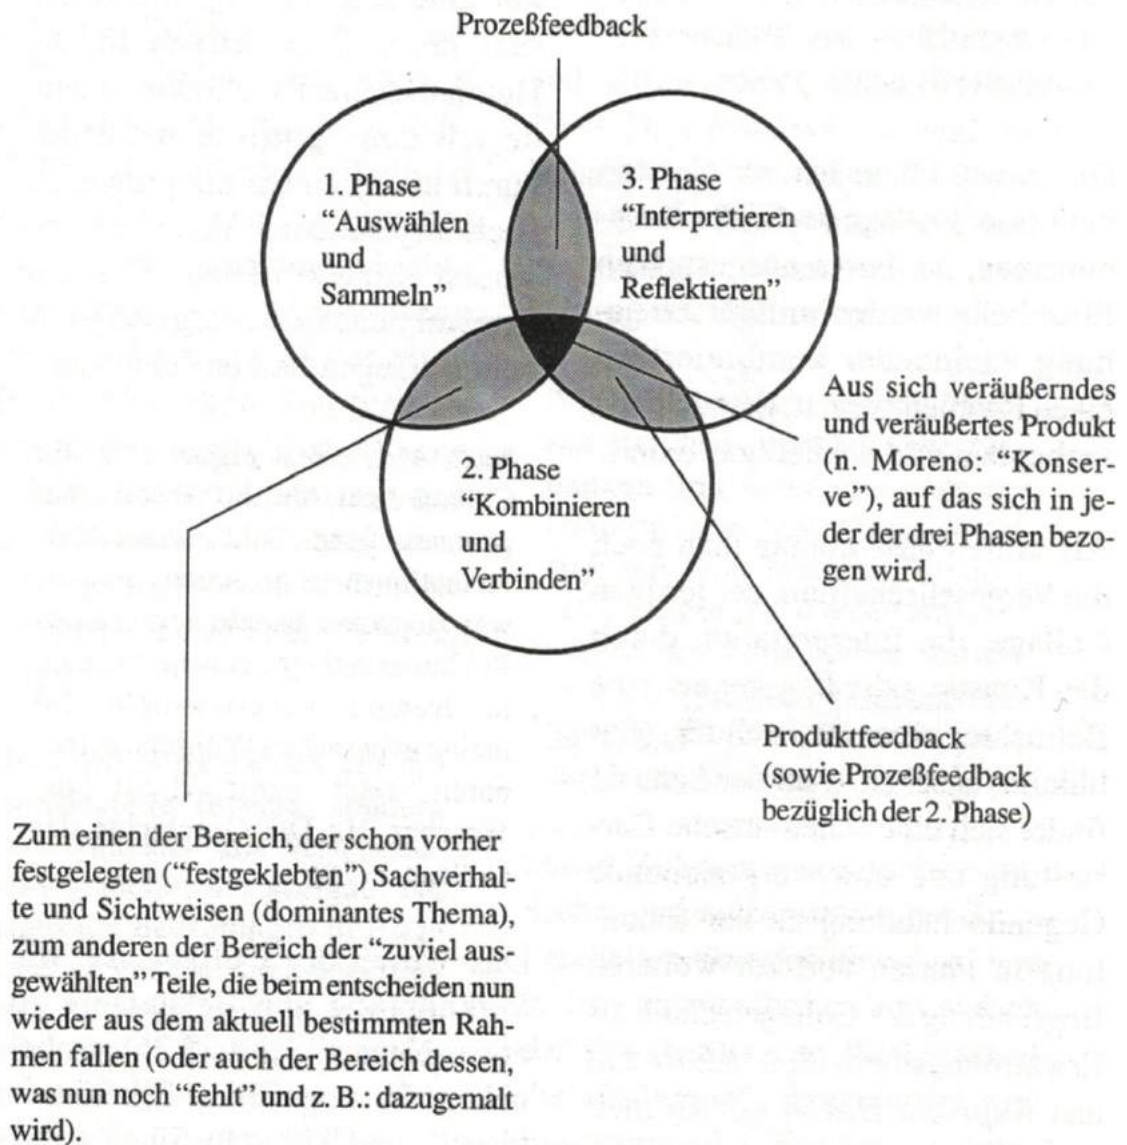 Prozeßfeedback
1. Phase
“Auswählen
und
Sammeln”
3. Phase
“Interpretieren
und
Reflektieren”
2. Phase
“Kombinieren
und
Verbinden”
Aus sich veräußerndes
und veräußertes Produkt
(n. Moreno: “Konser-
ve”), auf das sich in je-
der der drei Phasen bezo-
gen wird.
Produktfeedback
(sowie Prozeßfeedback
bezüglich der 2. Phase)
Zum einen der Bereich, der schon vorher
festgelegten (“festgeklebten”) Sachverhal-
te und Sichtweisen (dominantes Thema),
zum anderen der Bereich der “zuviel aus-
gewählten” Teile, die beim entscheiden nun
wieder aus dem aktuell bestimmten Rah-
men fallen (oder auch der Bereich dessen,
was nun noch “fehlt” und z. B.: dazugemalt
wird).